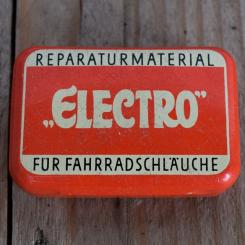 REPARATURMATERIAL
„ELECTRO"
FÜR FAHRRADSCHLÄUCHE